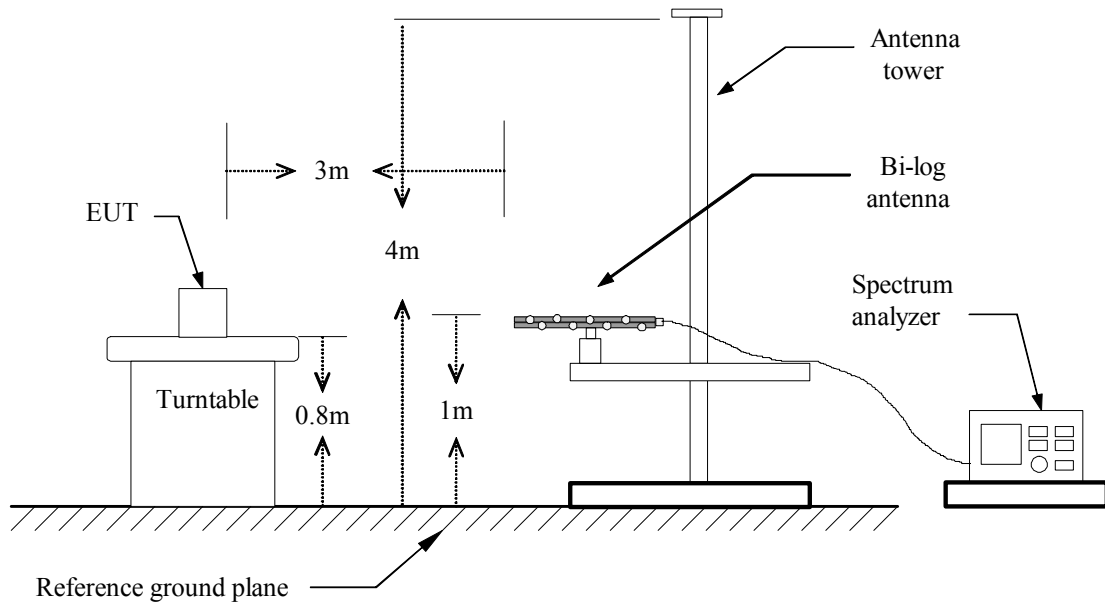 Antenna
tower
3m
Bi-log
antenna
EUT
4m
Spectrum
analyzer
Turntable
0.8m
1m
Reference ground plane